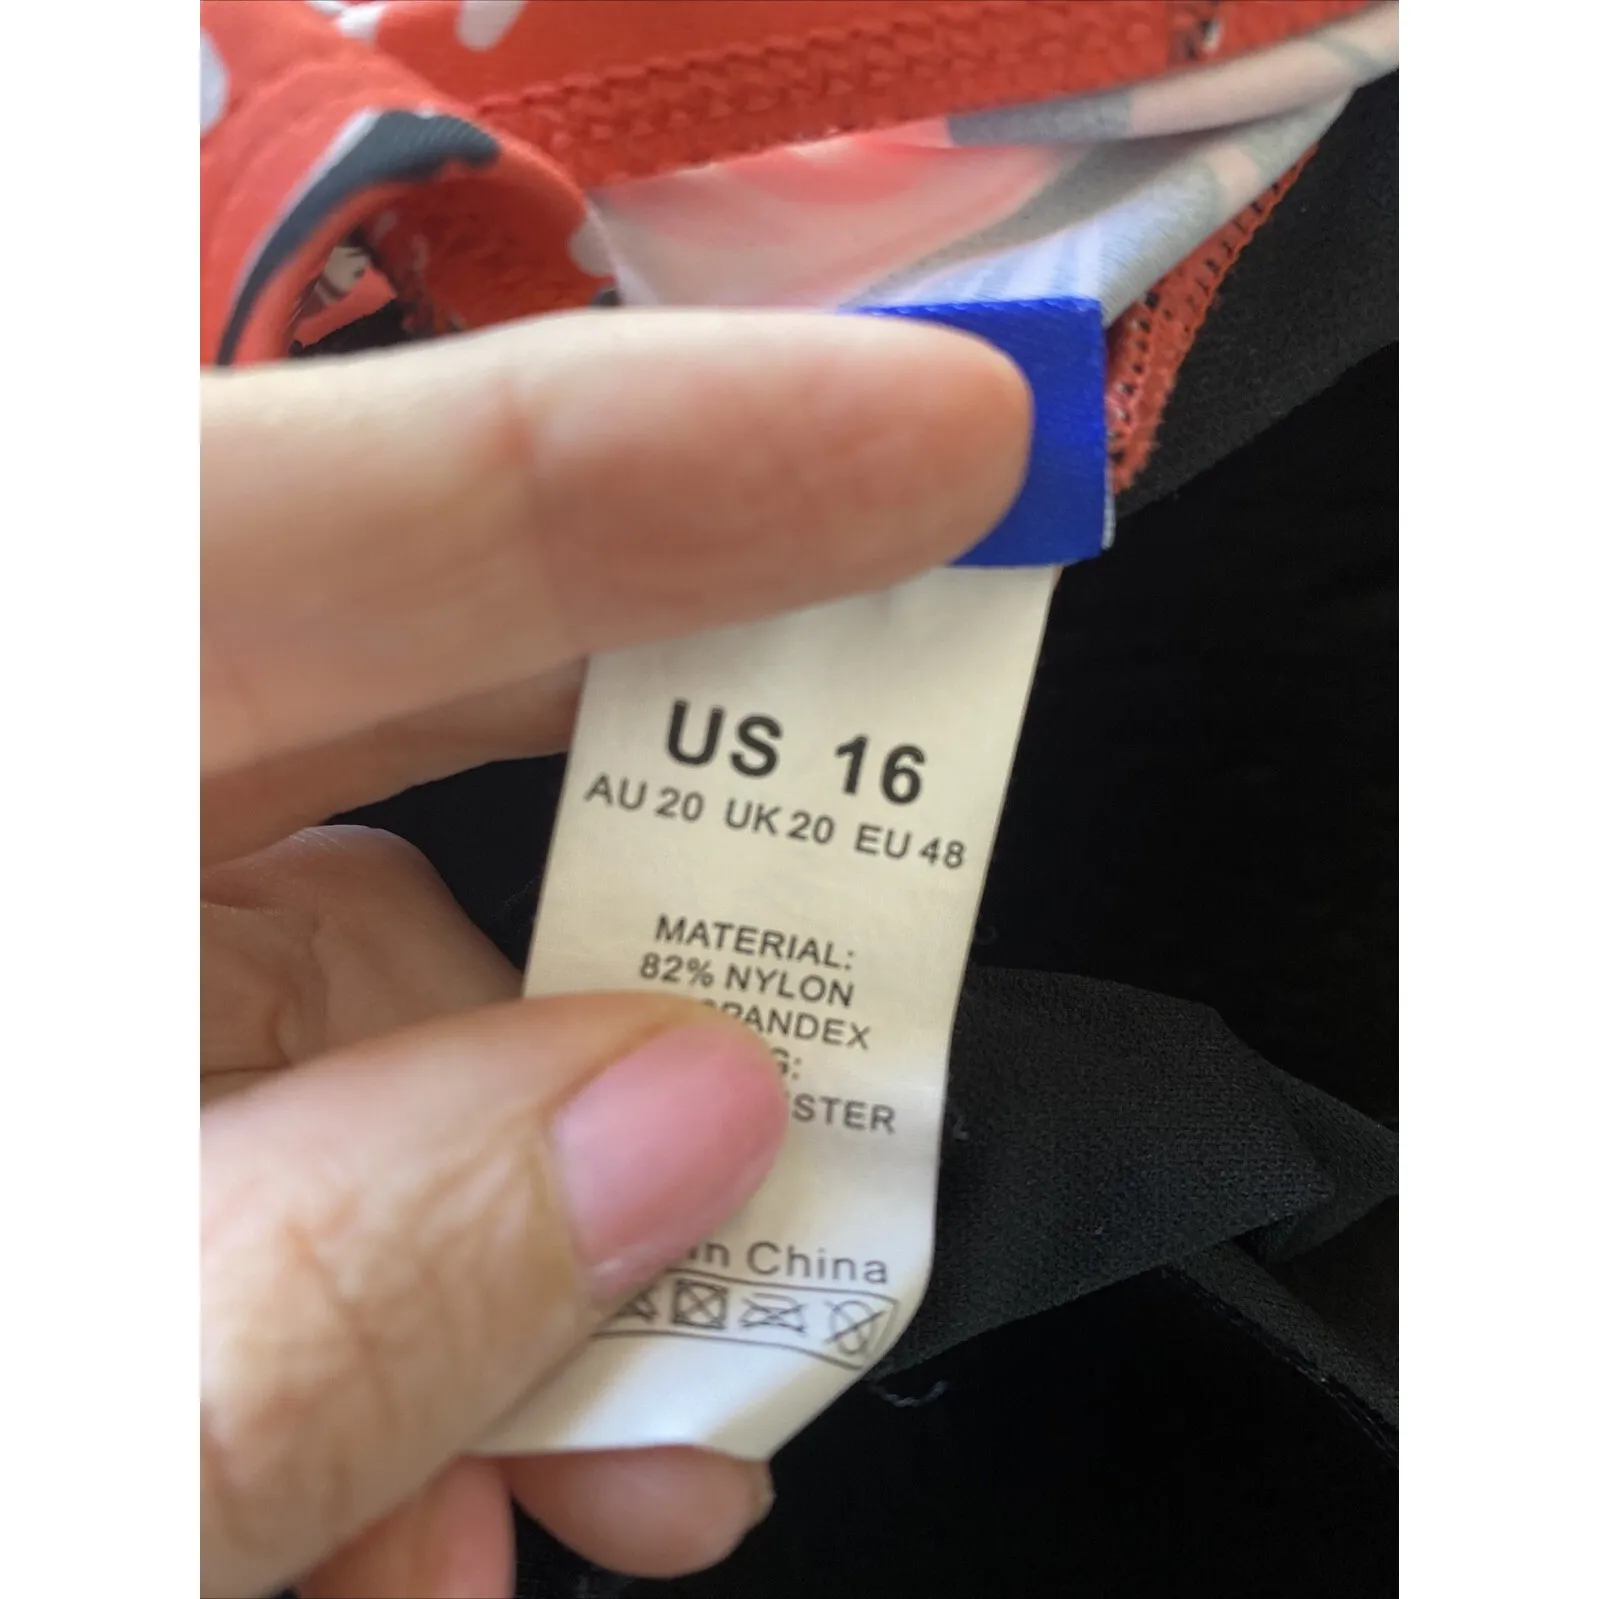 US 16
AU 20 UK 20 EU 48
MATERIAL:
82% NYLON
China